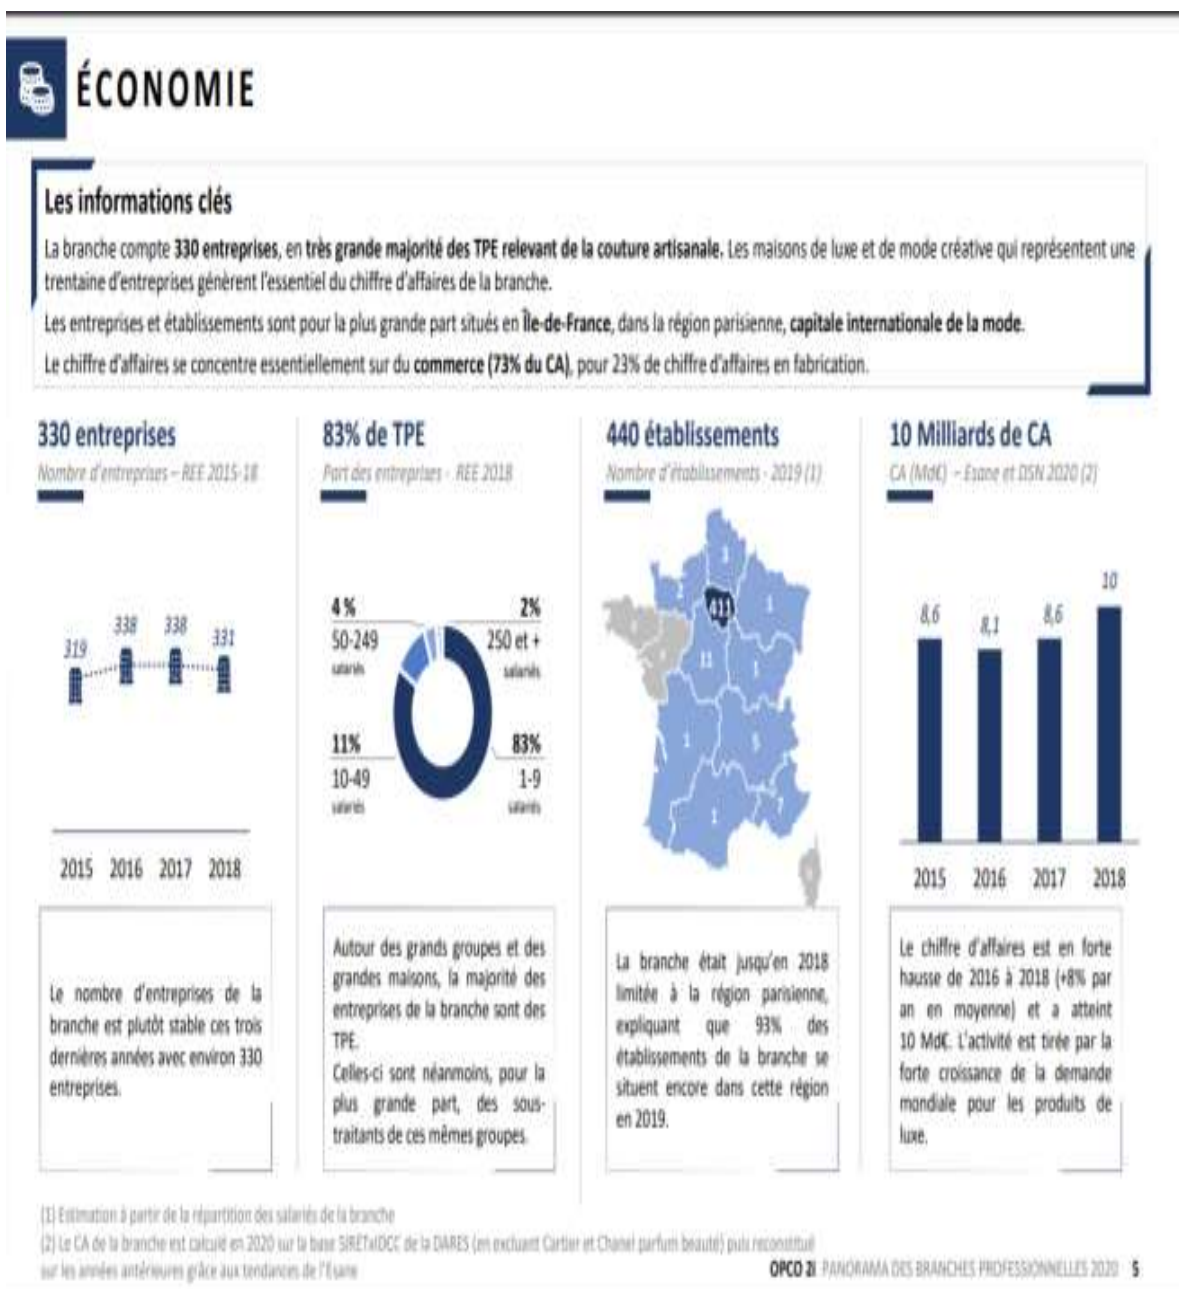 ÉCONOMIE
Les informations clés
La branche compte 330 entreprises, en très grande majorité des TPE relevant de la couture artisanale. Les maisons de luxe et de mode créative qui représentent une
trentaine d'entreprises génèrent l'essentiel du chiffre d'affaires de la branche.
Les entreprises et établissements sont pour la plus grande part situés en Île-de-France, dans la région parisienne, capitale internationale de la mode.
Le chiffre d'affaires se concentre essentiellement sur du commerce (73% du CA), pour 23% de chiffre d'affaires en fabrication.
330 entreprises
Nombre d'entreprises – REE 2015-18
319
338
338
331
2015 2016 2017 2018
Le nombre d'entreprises de la
branche est plutôt stable ces trois
dernières années avec environ 330
entreprises.
83% de TPE
Part des entreprises - REE 2018
4 %
50-249
salariés
2%
250 et +
salariés
11%
10-49
salariés
83%
1-9
salariés
Autour des grands groupes et des
grandes maisons, la majorité des
entreprises de la branche sont des
TPE.
Celles-ci sont néanmoins, pour la
plus grande part, des sous-
traitants de ces mêmes groupes.
440 établissements
Nombre d'établissements - 2019 (1)
3
2
411
1
11
1
1
5
1
7
La branche était jusqu'en 2018
limitée à la région parisienne,
expliquant que 93% des
établissements de la branche se
situent encore dans cette région
en 2019.
10 Milliards de CA
CA (Md€) – Esane et DSN 2020 (2)
8,6
8,1
8,6
10
2015 2016 2017 2018
Le chiffre d'affaires est en forte
hausse de 2016 à 2018 (+8% par
an en moyenne) et a atteint
10 Md€. L'activité est tirée par la
forte croissance de la demande
mondiale pour les produits de
luxe.
(1) Estimation à partir de la répartition des salariés de la branche
(2) Le CA de la branche est calculé en 2020 sur la base SIRETxIDCC de la DARES (en excluant Cartier et Chanel parfum beauté) puis reconstitué
sur les années antérieures grâce aux tendances de l'Esane
OPCO 2i PANORAMA DES BRANCHES PROFESSIONNELLES 2020 5